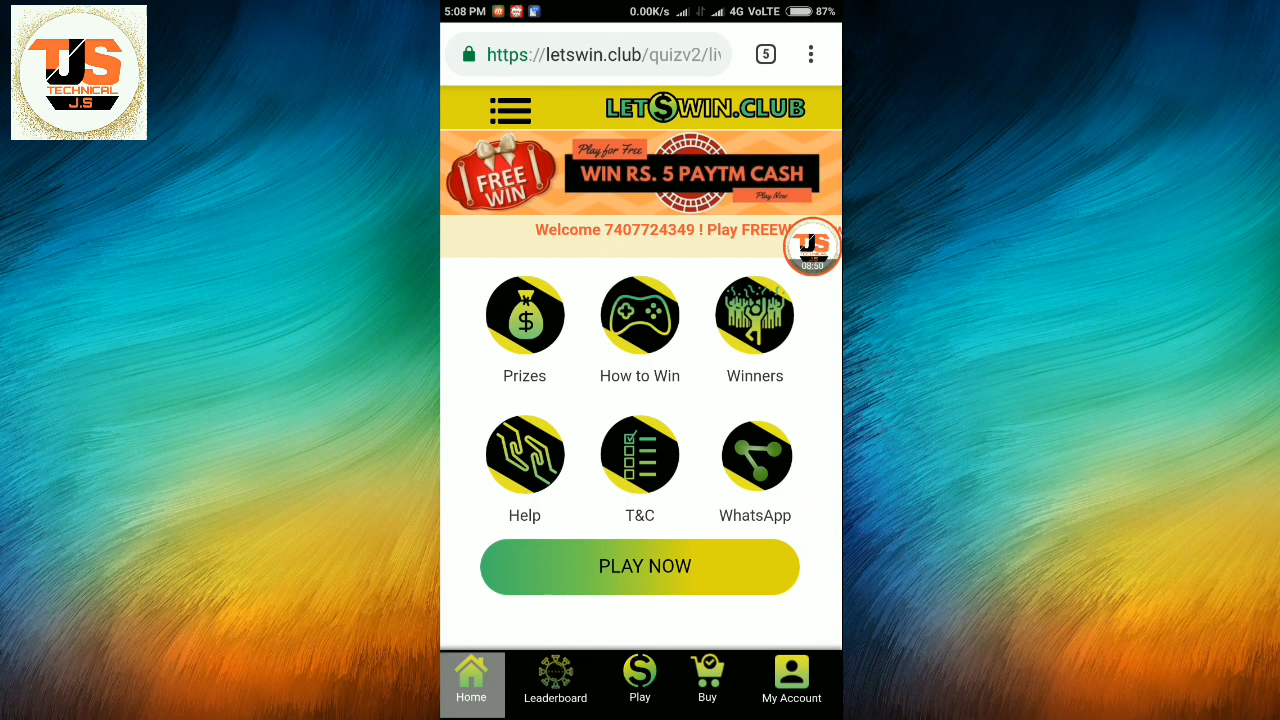 TJS
TECHNICAL
J.S
5:08 PM
0.00K/s 4G VoLTE 87%
https://letswin.club/quizv2/liv
5
LETSWIN.CLUB
FREE
WIN
Play for Free
WIN RS. 5 PAYTM CASH
Play Now
Welcome 7407724349 ! Play FREEW
TJS
08:50
Prizes
How to Win
Winners
Help
T&C
WhatsApp
PLAY NOW
Home
Leaderboard
Play
Buy
My Account